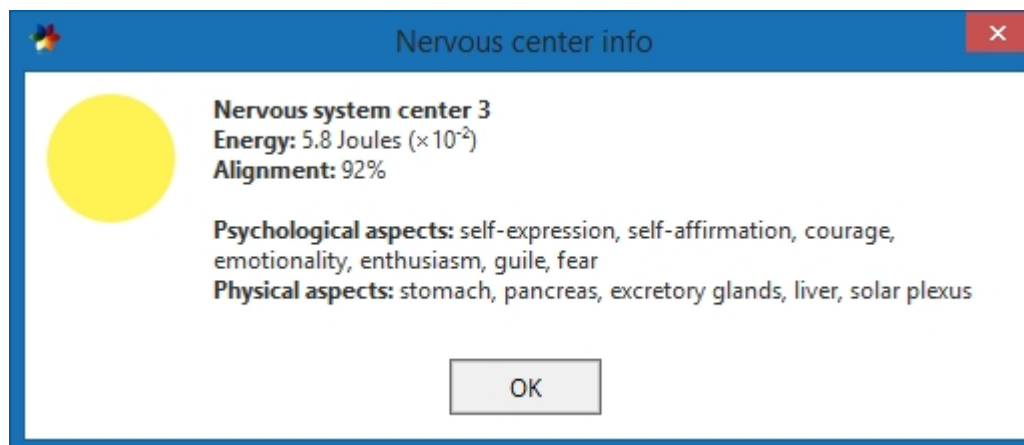 Nervous center info
Nervous system center 3
Energy: 5.8 Joules (×10⁻²)
Alignment: 92%
Psychological aspects: self-expression, self-affirmation, courage,
emotionality, enthusiasm, guile, fear
Physical aspects: stomach, pancreas, excretory glands, liver, solar plexus
OK